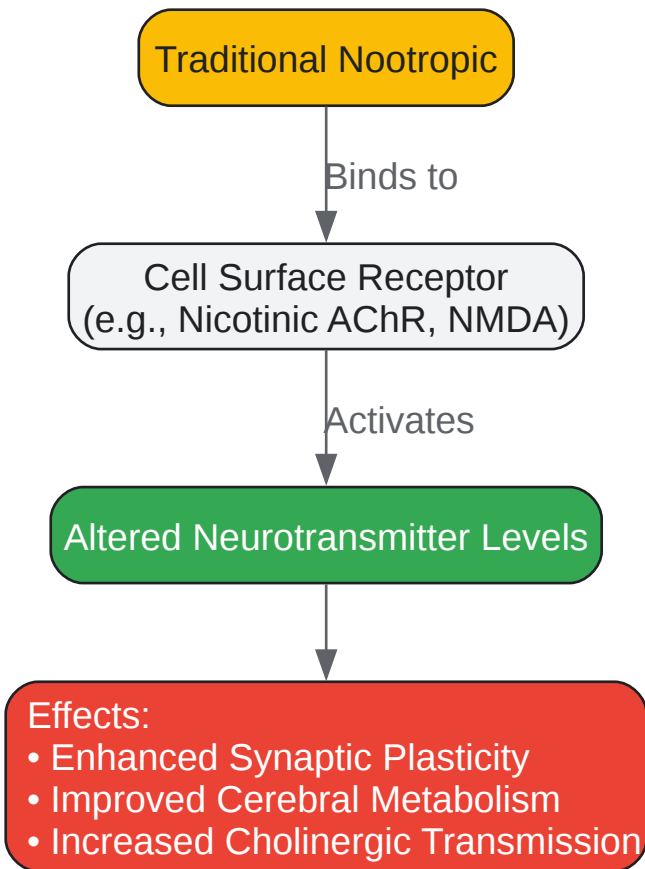 Traditional Nootropic
Binds to
Cell Surface Receptor
(e.g., Nicotinic AChR, NMDA)
Activates
Altered Neurotransmitter Levels
Effects:
• Enhanced Synaptic Plasticity
• Improved Cerebral Metabolism
• Increased Cholinergic Transmission